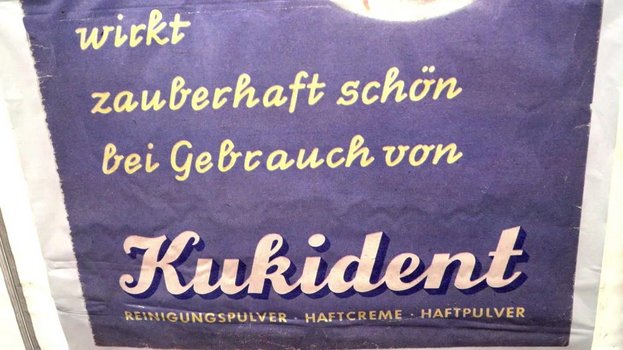 wirkt
zauberhaft schön
bei Gebrauch von
Kukident
REINIGUNGSPULVER · HAFTCREME · HAFTPULVER